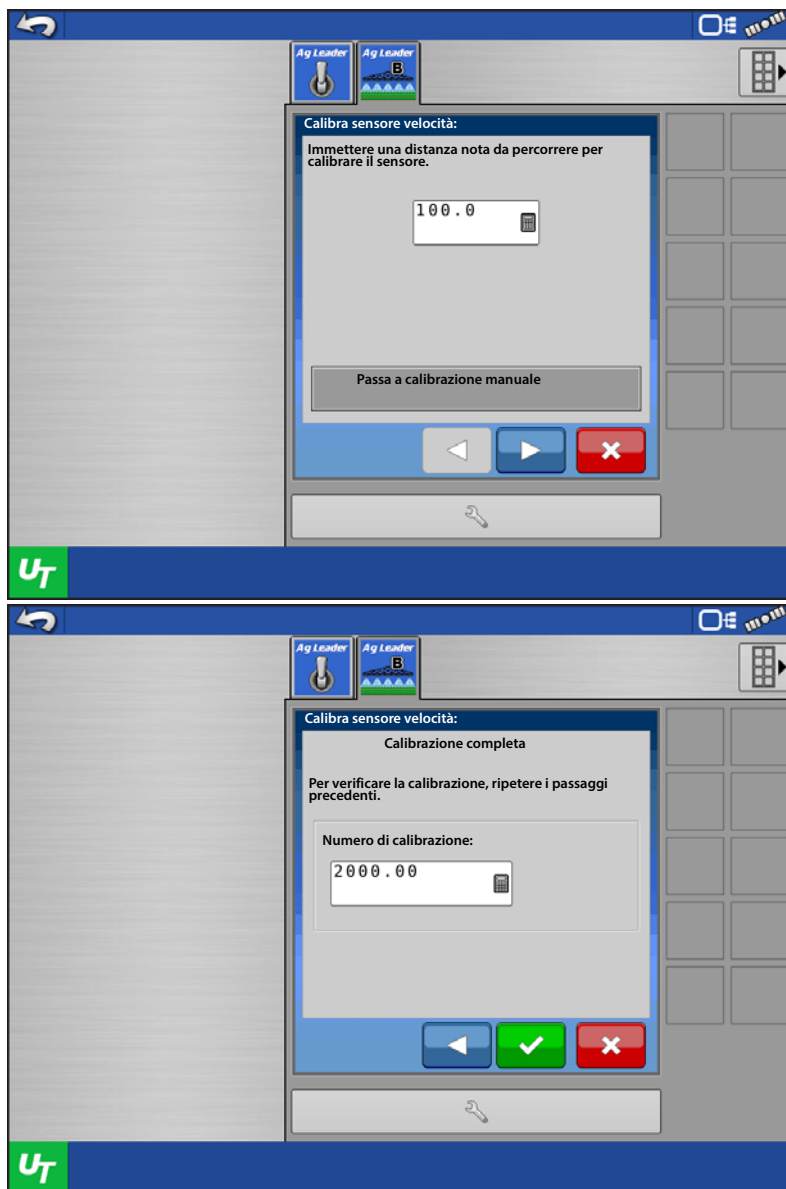 Ag Leader
Ag Leader
B
Calibra sensore velocità:
Immettere una distanza nota da percorrere per
calibrare il sensore.
100.0
Passa a calibrazione manuale
UT
Ag Leader
Ag Leader
B
Calibra sensore velocità:
Calibrazione completa
Per verificare la calibrazione, ripetere i passaggi
precedenti.
Numero di calibrazione:
2000.00
UT